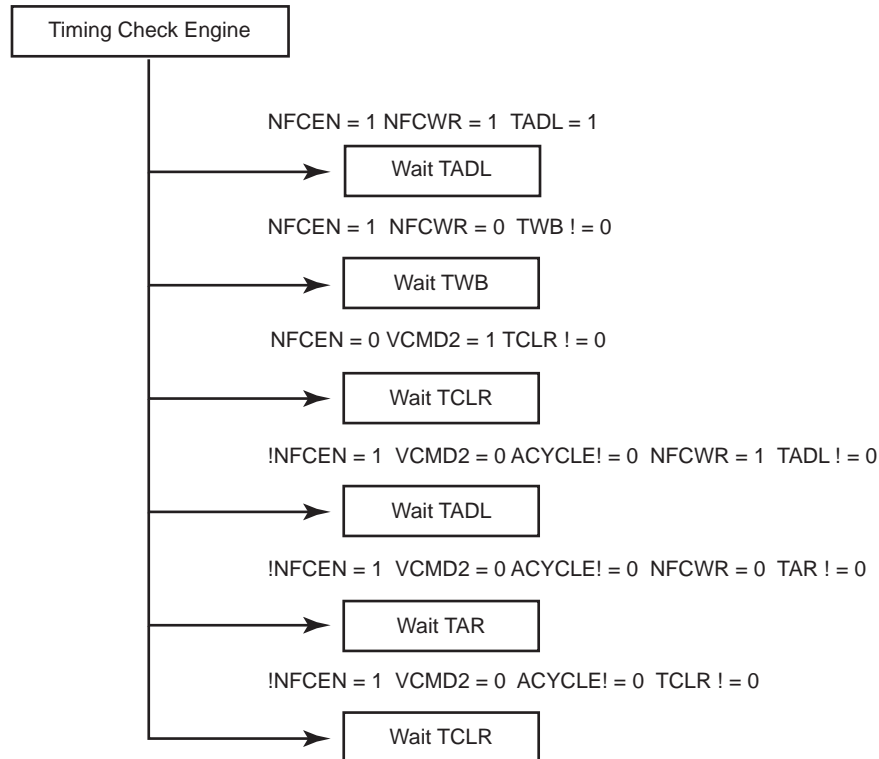 Timing Check Engine
NFCEN = 1 NFCWR = 1 TADL = 1
Wait TADL
NFCEN = 1 NFCWR = 0 TWB ! = 0
Wait TWB
NFCEN = 0 VCMD2 = 1 TCLR ! = 0
Wait TCLR
!NFCEN = 1 VCMD2 = 0 ACYCLE! = 0 NFCWR = 1 TADL ! = 0
Wait TADL
!NFCEN = 1 VCMD2 = 0 ACYCLE! = 0 NFCWR = 0 TAR ! = 0
Wait TAR
!NFCEN = 1 VCMD2 = 0 ACYCLE! = 0 TCLR ! = 0
Wait TCLR